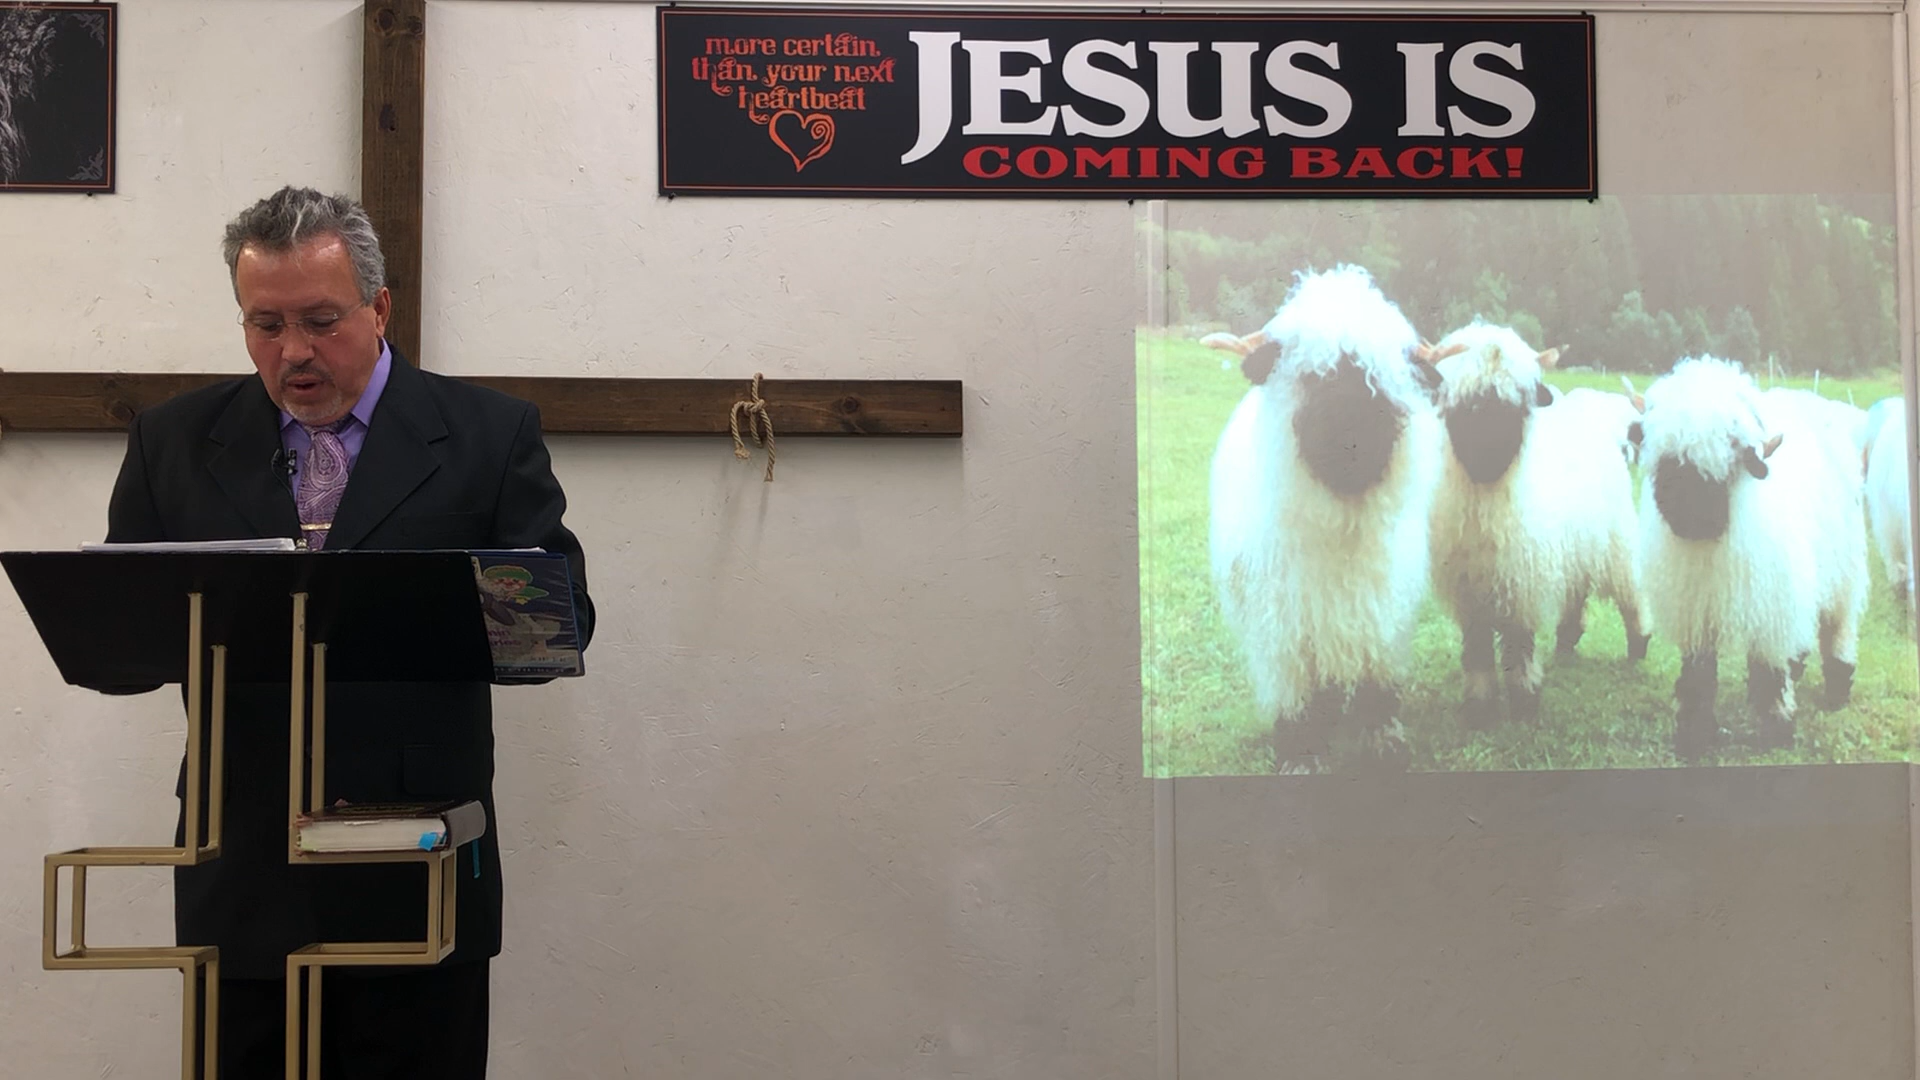 more certain
than your next
heartbeat
JESUS IS
COMING BACK!